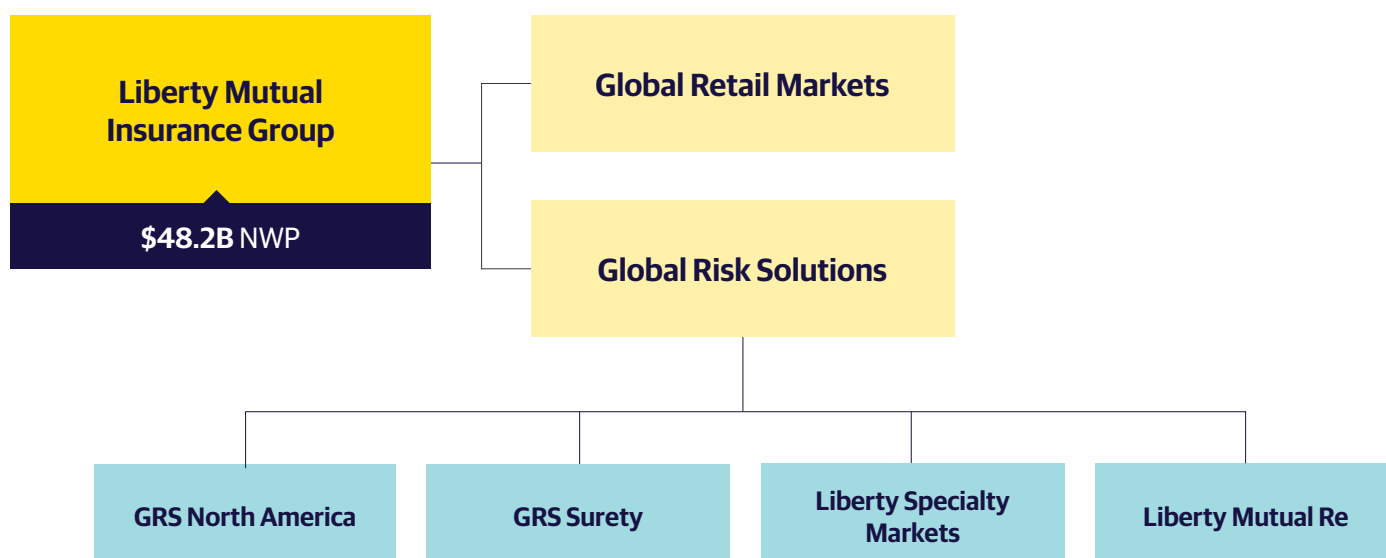 Liberty Mutual
Insurance Group
$48.2B NWP
Global Retail Markets
Global Risk Solutions
GRS North America
GRS Surety
Liberty Specialty
Markets
Liberty Mutual Re